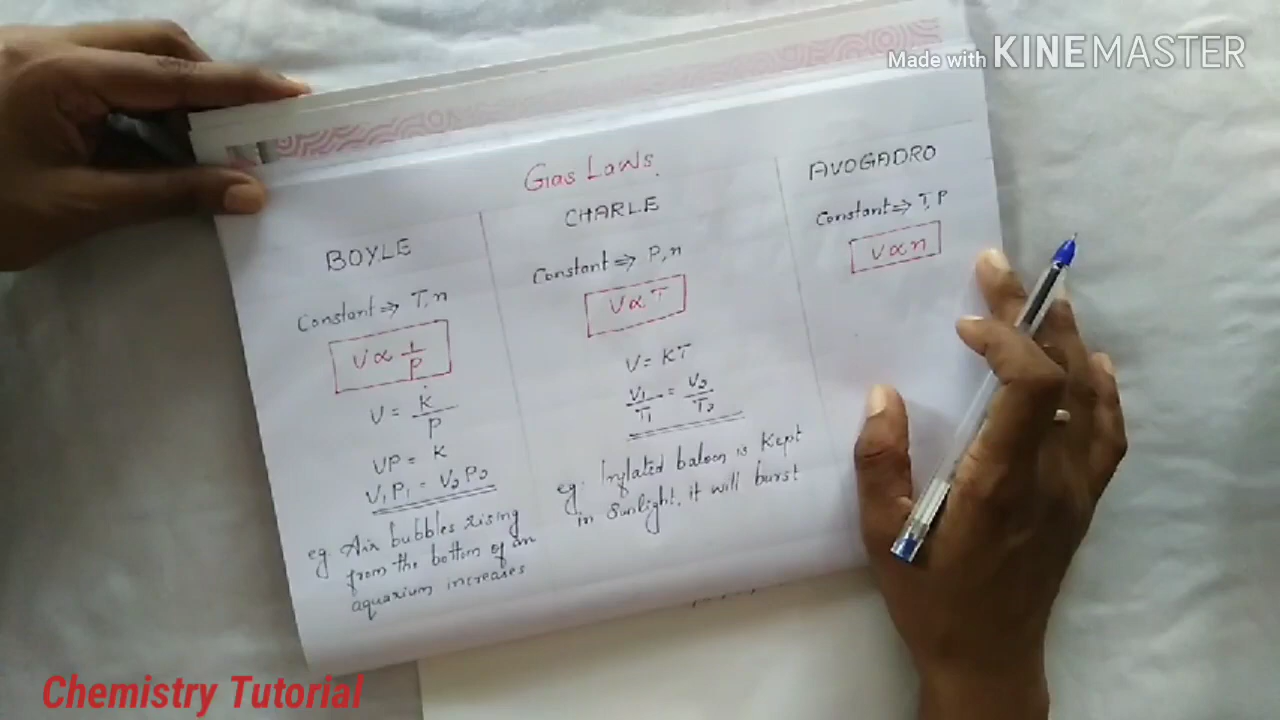 Made with KINEMASTER
Gas Laws
BOYLE
Constant ⇒ T, n
V ∝ 1/P
V = k/P
VP = K
V₁P₁ = V₂P₂
eg. Air bubbles rising
from the bottom of an
aquarium increases
CHARLE
Constant ⇒ P, n
V ∝ T
V = KT
V₁/T₁ = V₂/T₂
eg: Inflated baloon is kept
in sunlight, it will burst
AVOGADRO
Constant ⇒ T, P
V ∝ n
Chemistry Tutorial